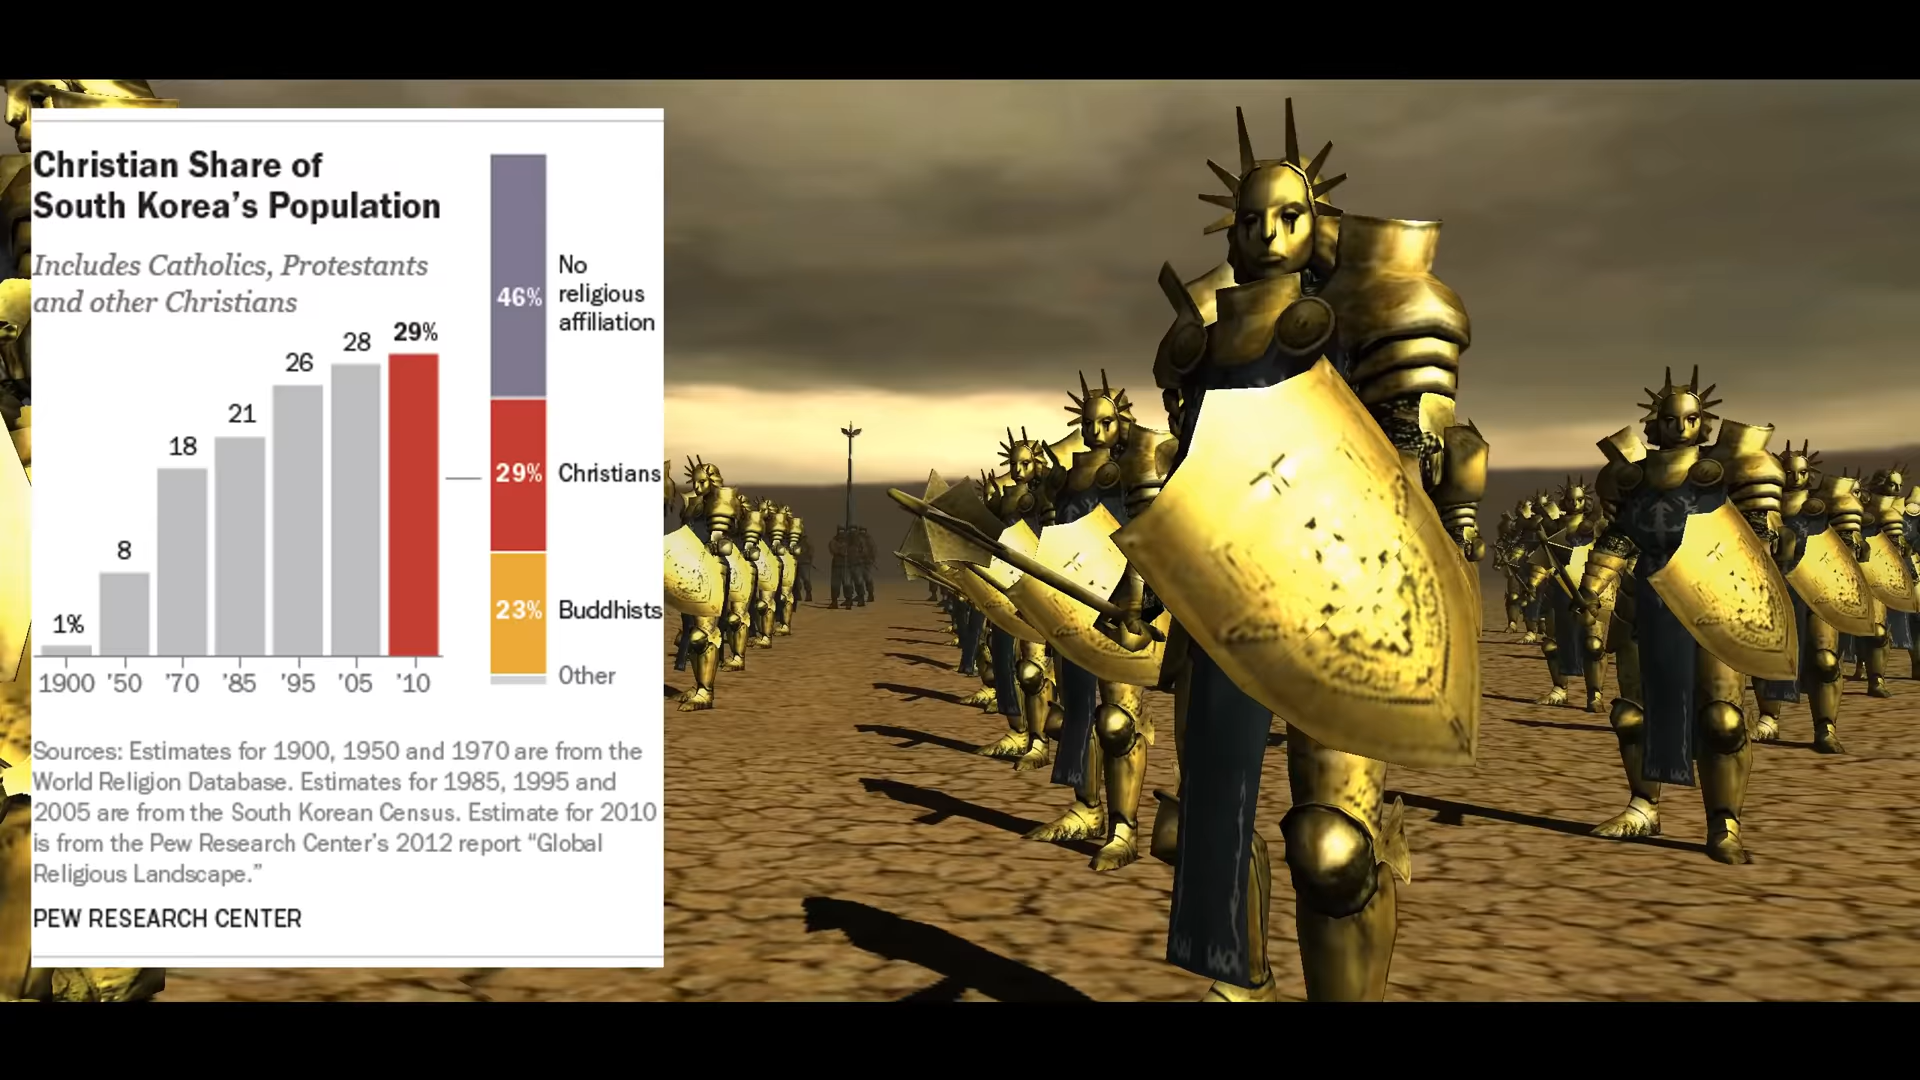 Christian Share of
South Korea's Population
Includes Catholics, Protestants
and other Christians
1%
8
18
21
26
28
29%
1900 '50 '70 '85 '95 '05 '10
46%
No
religious
affiliation
29% Christians
23% Buddhists
Other
Sources: Estimates for 1900, 1950 and 1970 are from the
World Religion Database. Estimates for 1985, 1995 and
2005 are from the South Korean Census. Estimate for 2010
is from the Pew Research Center's 2012 report “Global
Religious Landscape.”
PEW RESEARCH CENTER